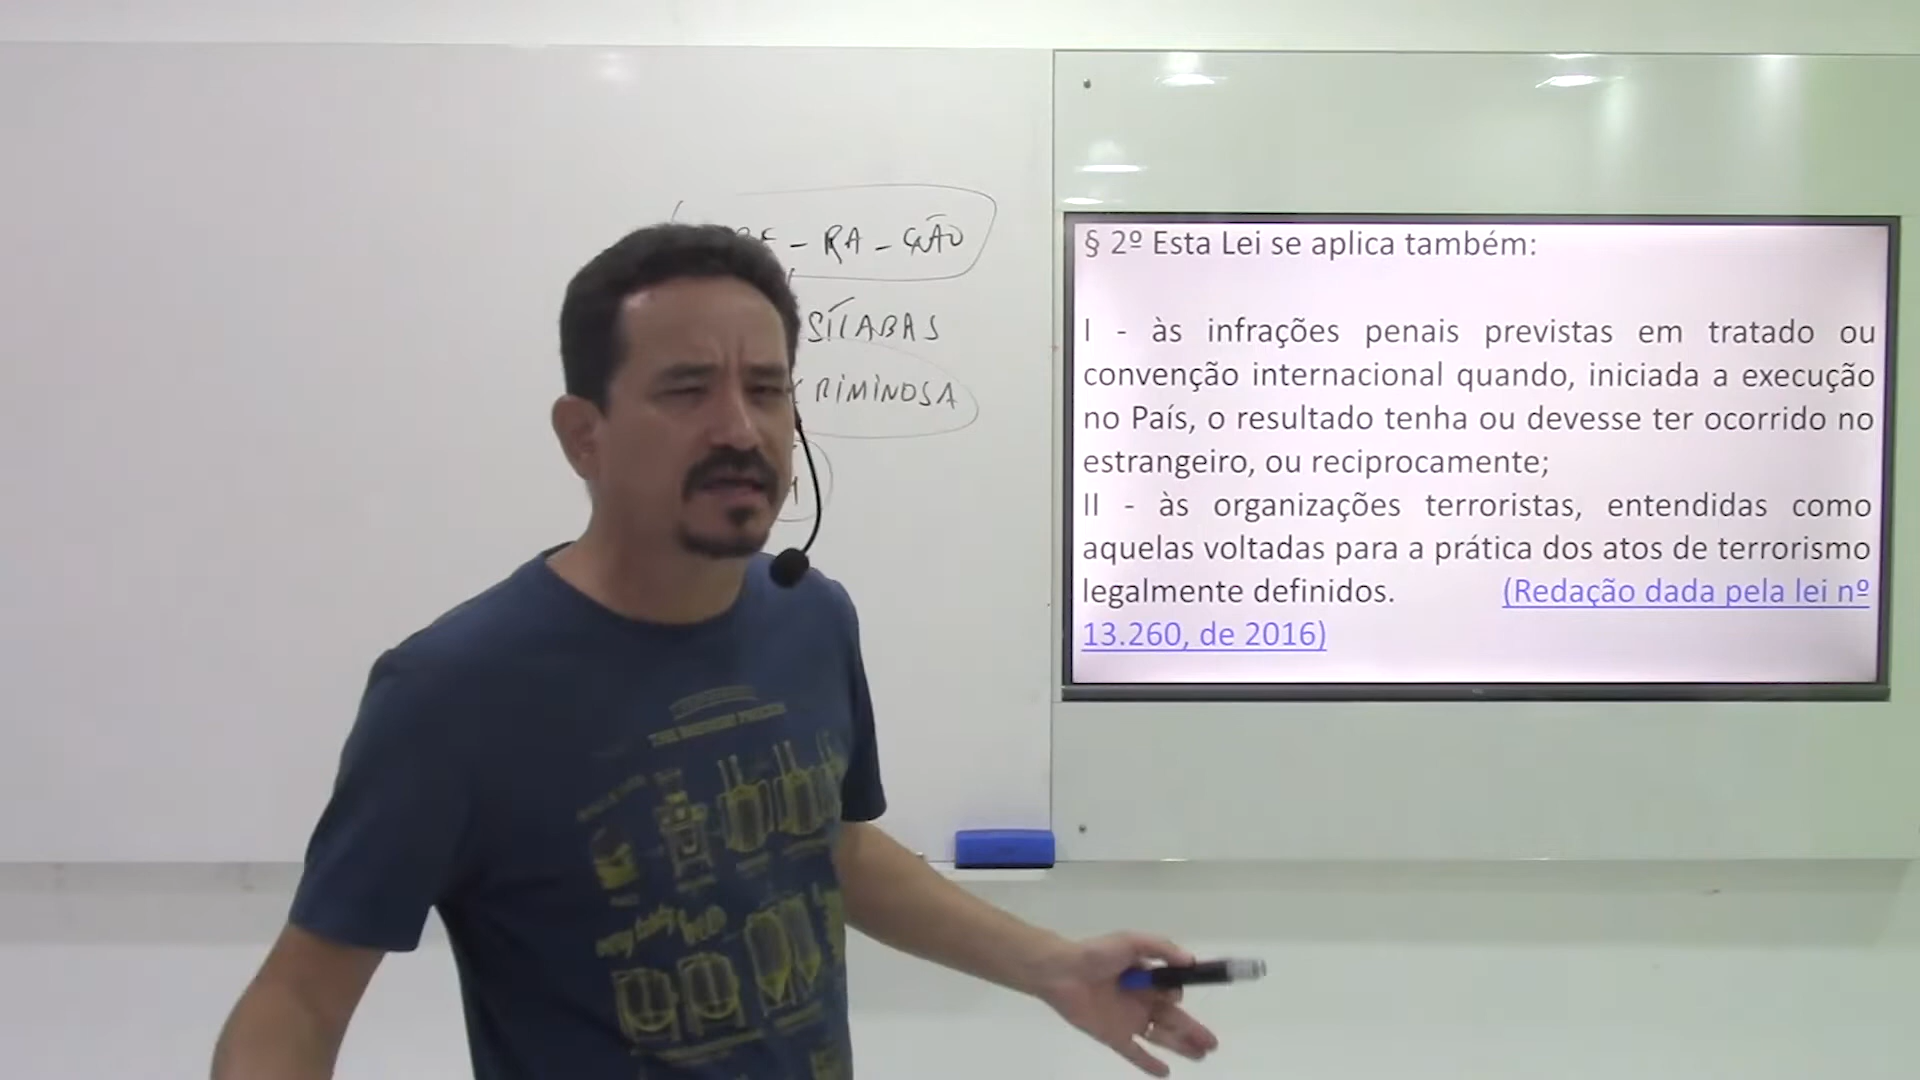 - RA - ÇÃO
SÍLABAS
CRIMINOSA
§ 2º Esta Lei se aplica também:
I - às infrações penais previstas em tratado ou
convenção internacional quando, iniciada a execução
no País, o resultado tenha ou devesse ter ocorrido no
estrangeiro, ou reciprocamente;
II - às organizações terroristas, entendidas como
aquelas voltadas para a prática dos atos de terrorismo
legalmente definidos. (Redação dada pela lei nº
13.260, de 2016)